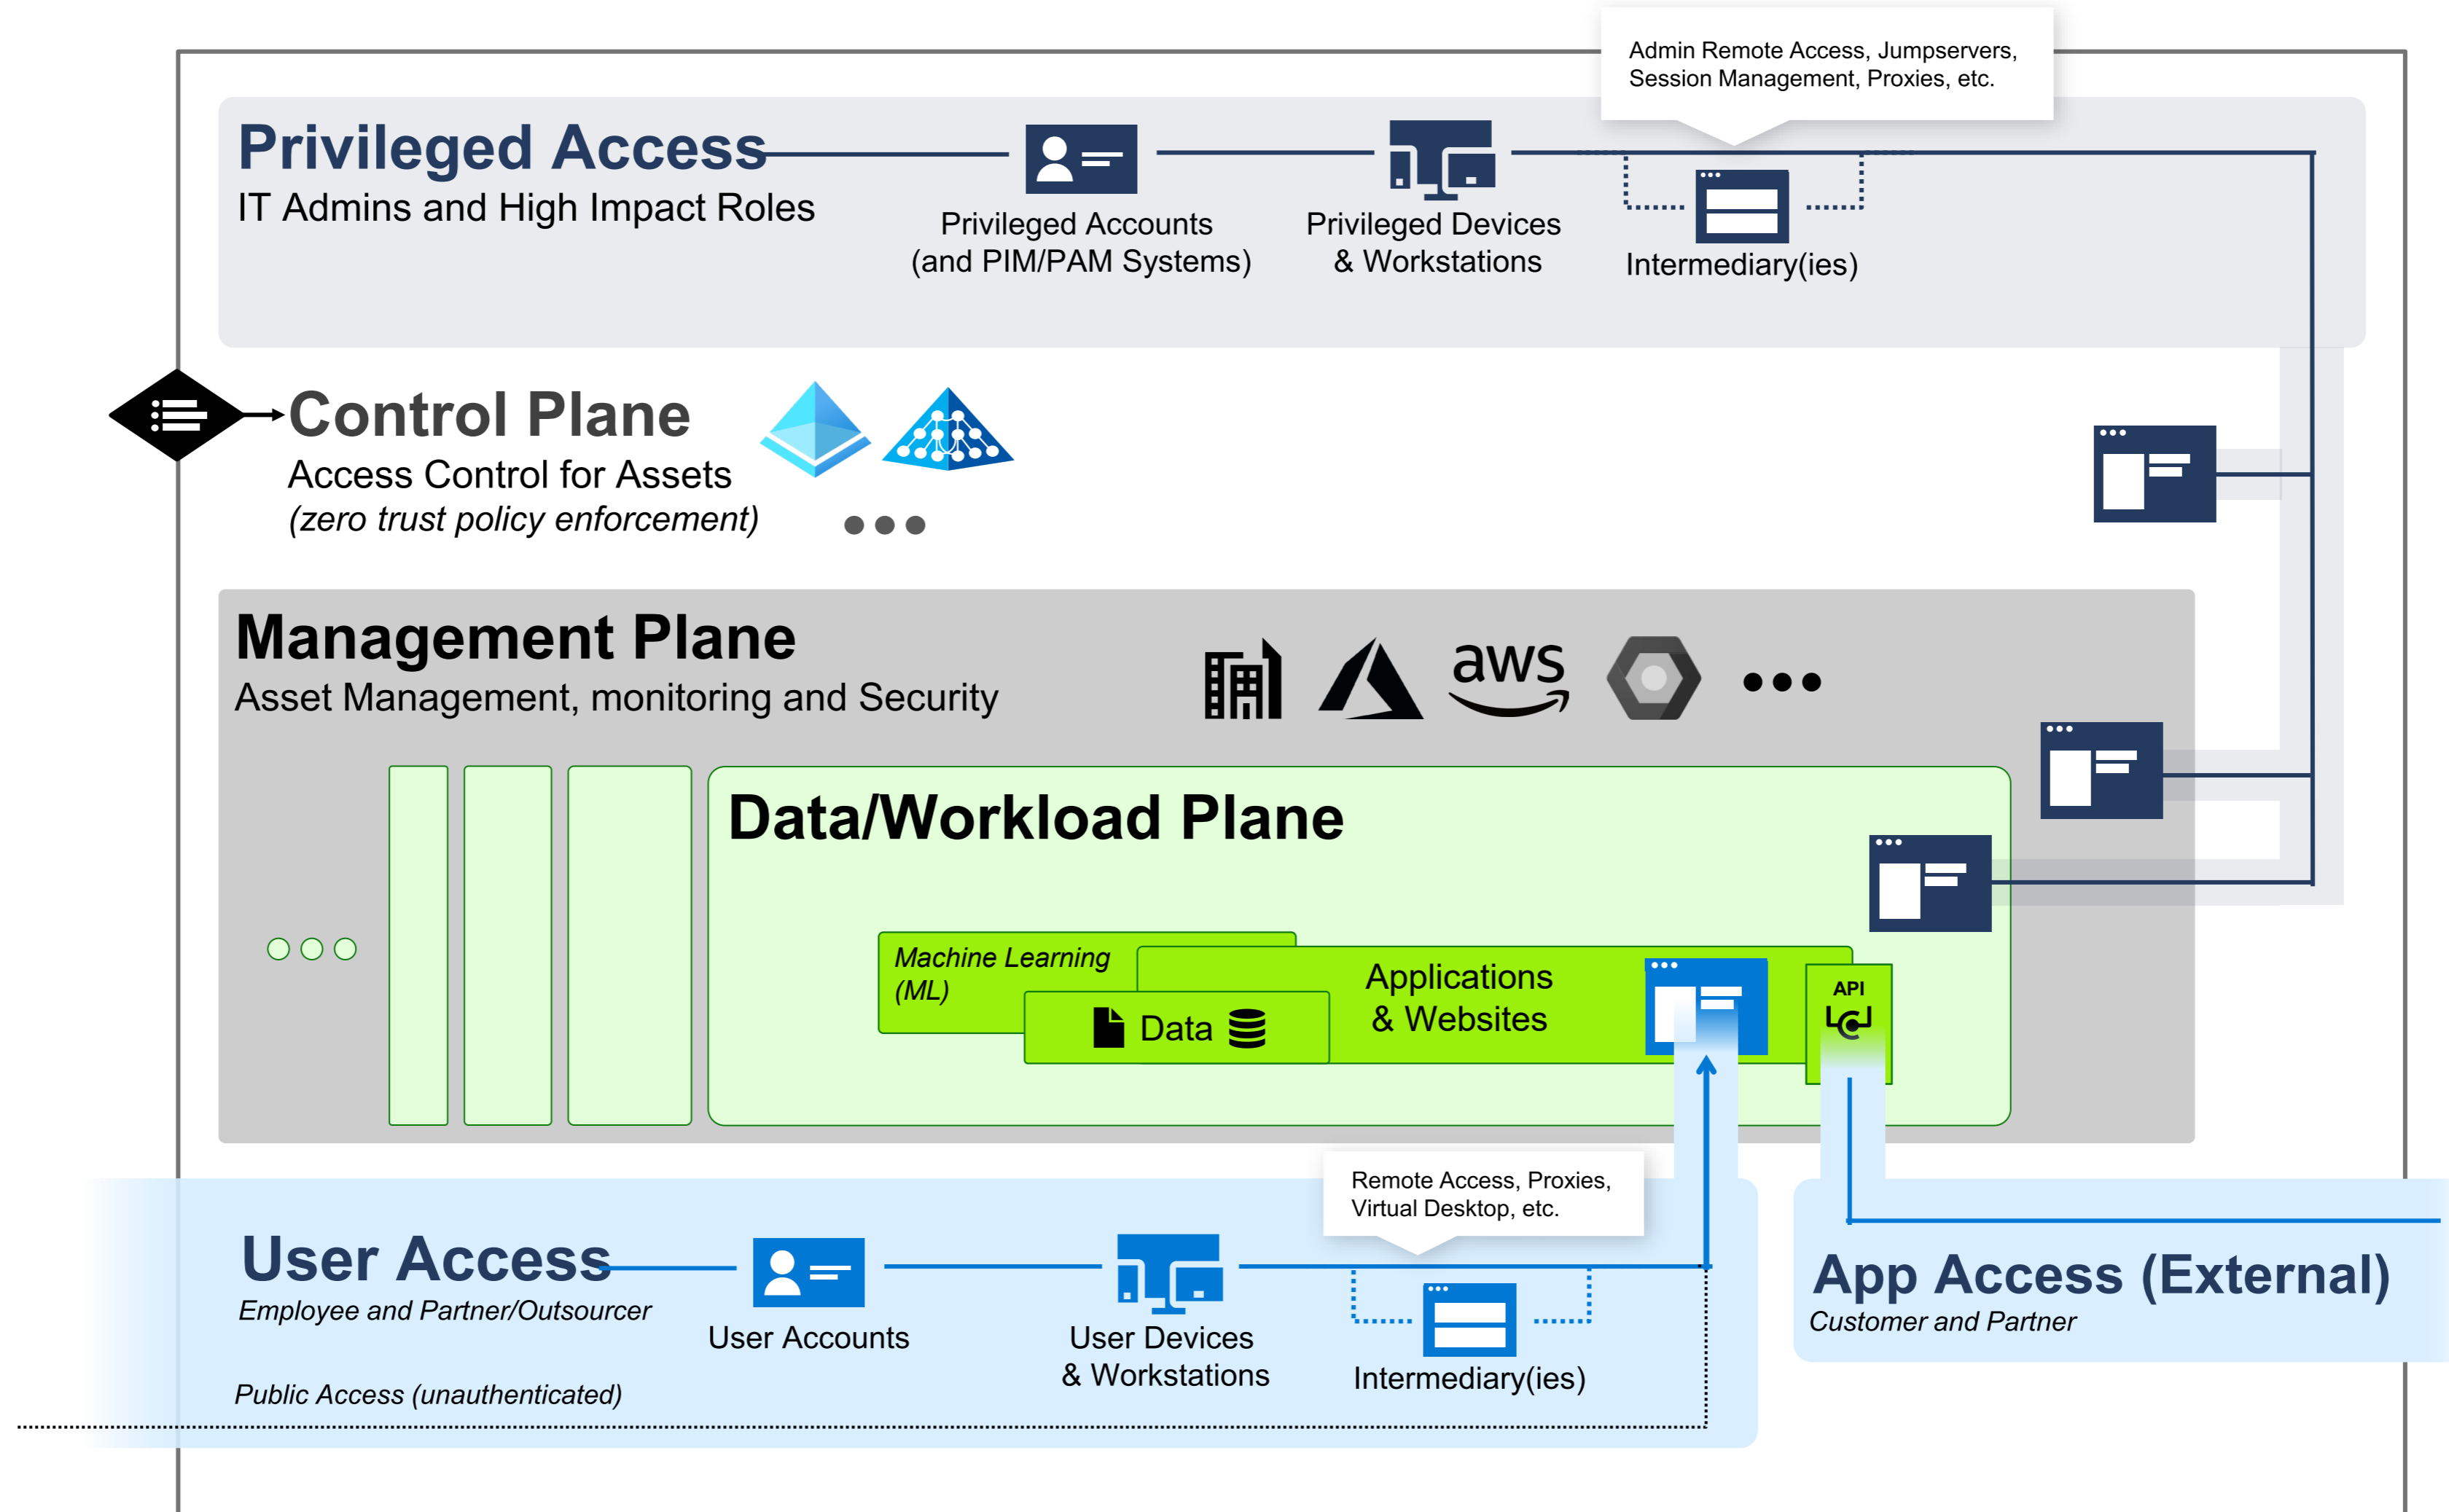 Admin Remote Access, Jumpservers,
Session Management, Proxies, etc.
Privileged Access
IT Admins and High Impact Roles
Privileged Accounts
(and PIM/PAM Systems)
Privileged Devices
& Workstations
Intermediary(ies)
Control Plane
Access Control for Assets
(zero trust policy enforcement)
Management Plane
Asset Management, monitoring and Security
aws
Data/Workload Plane
Machine Learning
(ML)
Data
Applications
& Websites
API
Remote Access, Proxies,
Virtual Desktop, etc.
User Access
Employee and Partner/Outsourcer
Public Access (unauthenticated)
User Accounts
User Devices
& Workstations
Intermediary(ies)
App Access (External)
Customer and Partner